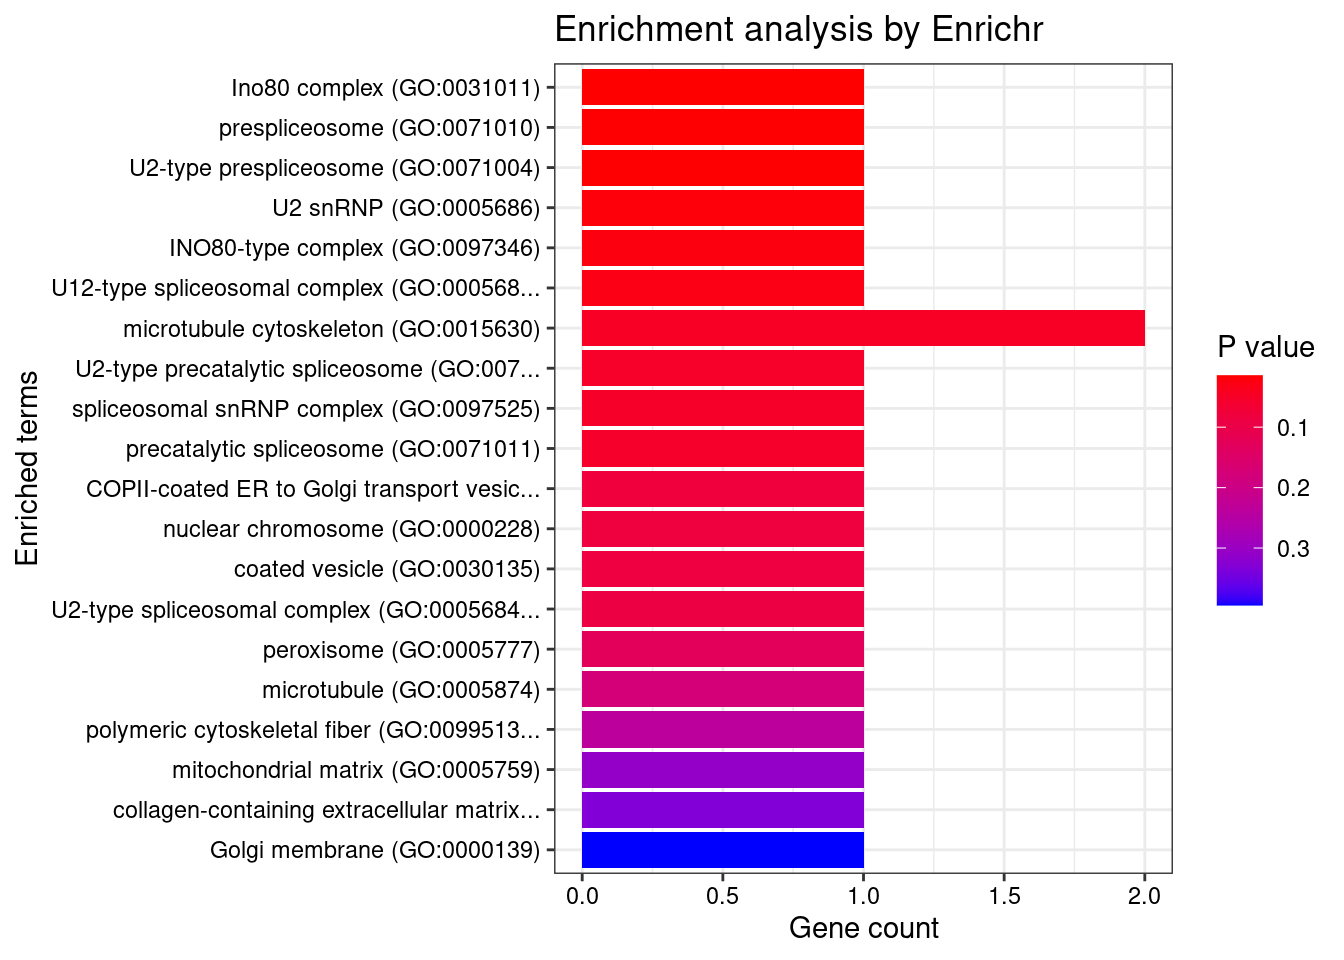 Enrichment analysis by Enrichr
Enriched terms
Ino80 complex (GO:0031011)
prespliceosome (GO:0071010)
U2-type prespliceosome (GO:0071004)
U2 snRNP (GO:0005686)
INO80-type complex (GO:0097346)
U12-type spliceosomal complex (GO:000568...
microtubule cytoskeleton (GO:0015630)
U2-type precatalytic spliceosome (GO:007...
spliceosomal snRNP complex (GO:0097525)
precatalytic spliceosome (GO:0071011)
COPII-coated ER to Golgi transport vesic...
nuclear chromosome (GO:0000228)
coated vesicle (GO:0030135)
U2-type spliceosomal complex (GO:0005684...
peroxisome (GO:0005777)
microtubule (GO:0005874)
polymeric cytoskeletal fiber (GO:0099513...
mitochondrial matrix (GO:0005759)
collagen-containing extracellular matrix...
Golgi membrane (GO:0000139)
0.0 0.5 1.0 1.5 2.0
Gene count
P value
0.1
0.2
0.3